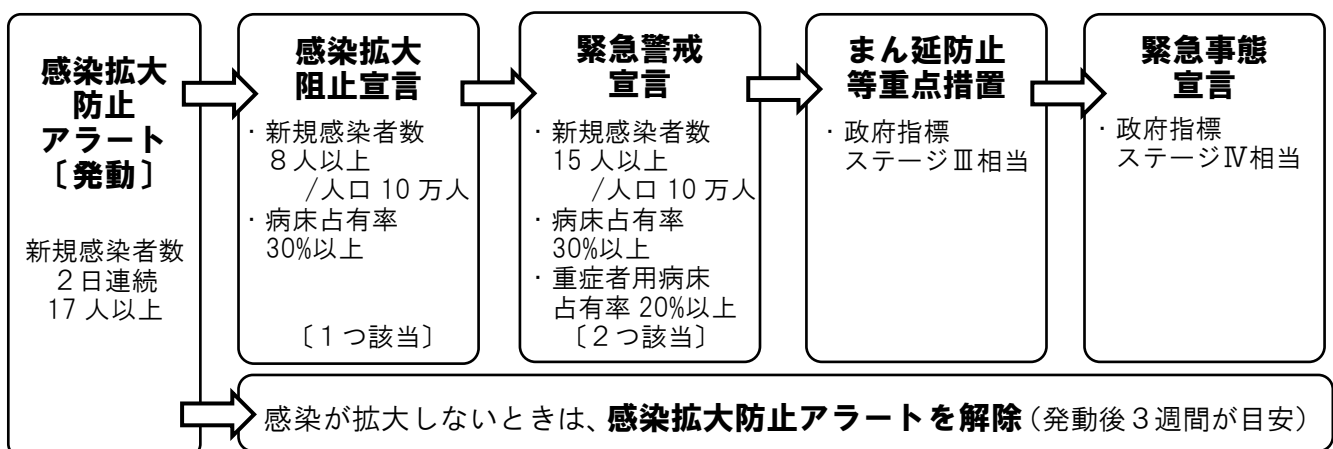 感染拡大
防止
アラート
〔発動〕
新規感染者数
２日連続
17人以上
感染拡大
阻止宣言
・新規感染者数
８人以上
/人口10万人
・病床占有率
30%以上
〔１つ該当〕
緊急警戒
宣言
・新規感染者数
15人以上
/人口10万人
・病床占有率
30%以上
・重症者用病床
占有率20%以上
〔２つ該当〕
まん延防止
等重点措置
・政府指標
ステージⅢ相当
緊急事態
宣言
・政府指標
ステージⅣ相当
感染が拡大しないときは、感染拡大防止アラートを解除（発動後３週間が目安）